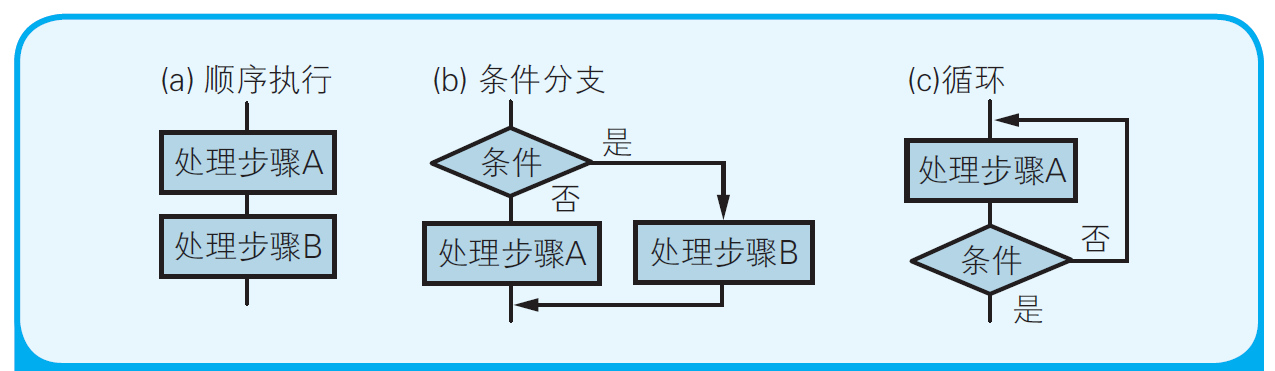 (a) 顺序执行
处理步骤A
处理步骤B
(b) 条件分支
条件
是
否
处理步骤A
处理步骤B
(c)循环
处理步骤A
条件
否
是